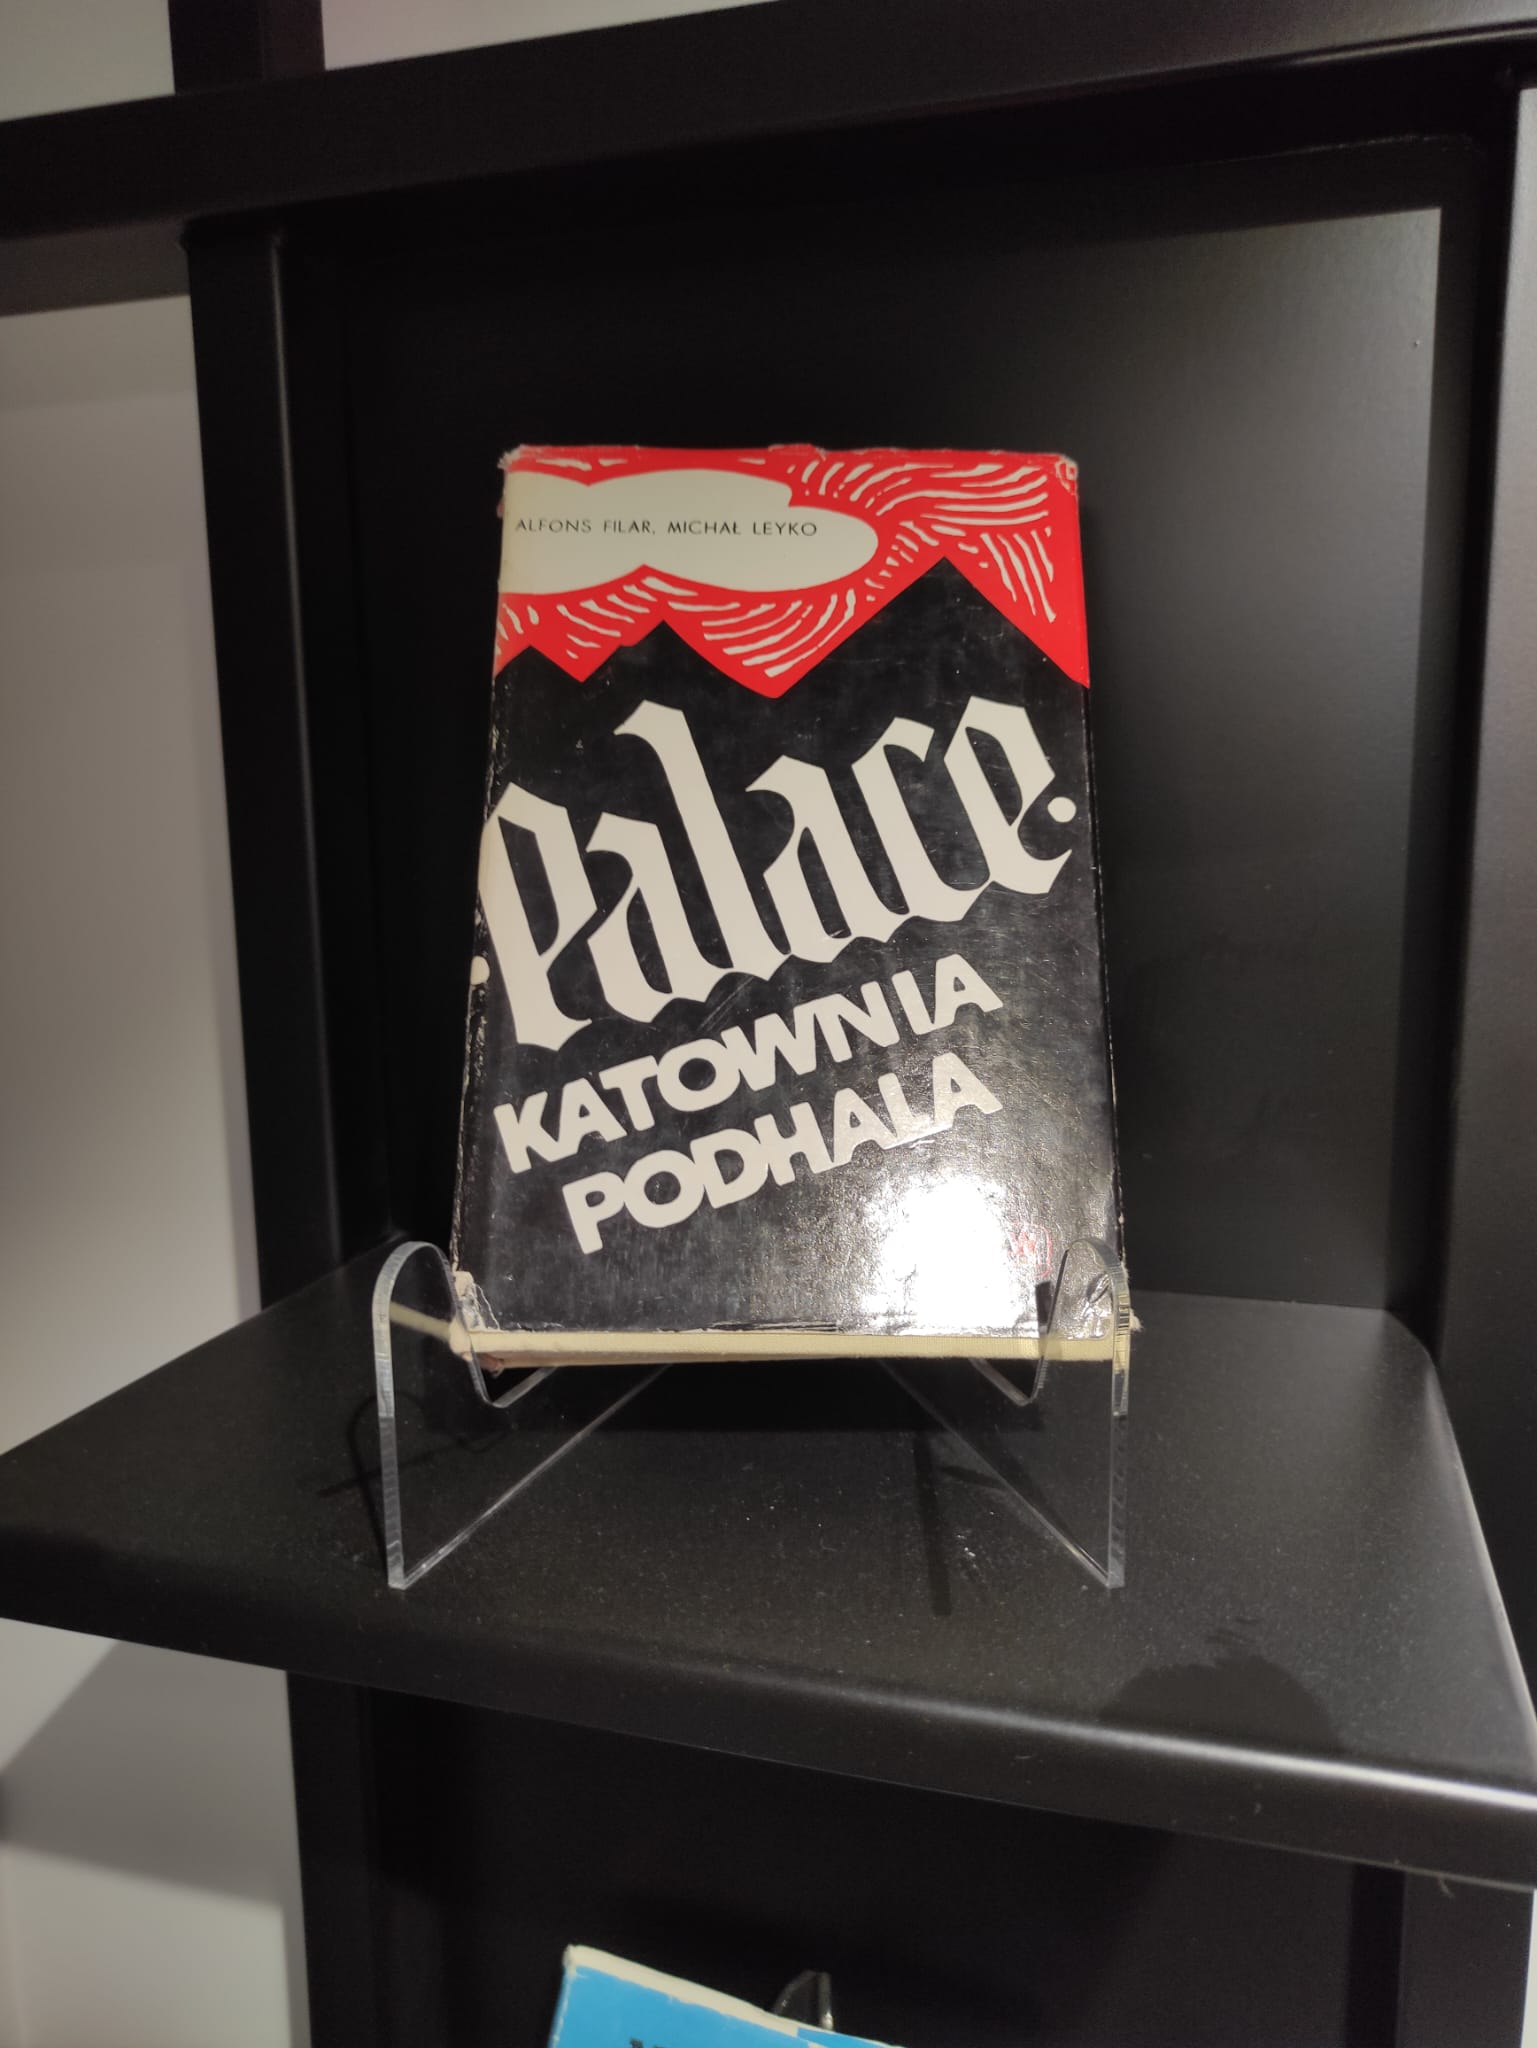 ALFONS FILAR, MICHAŁ LEYKO
Palace.
KATOWNIA
PODHALA